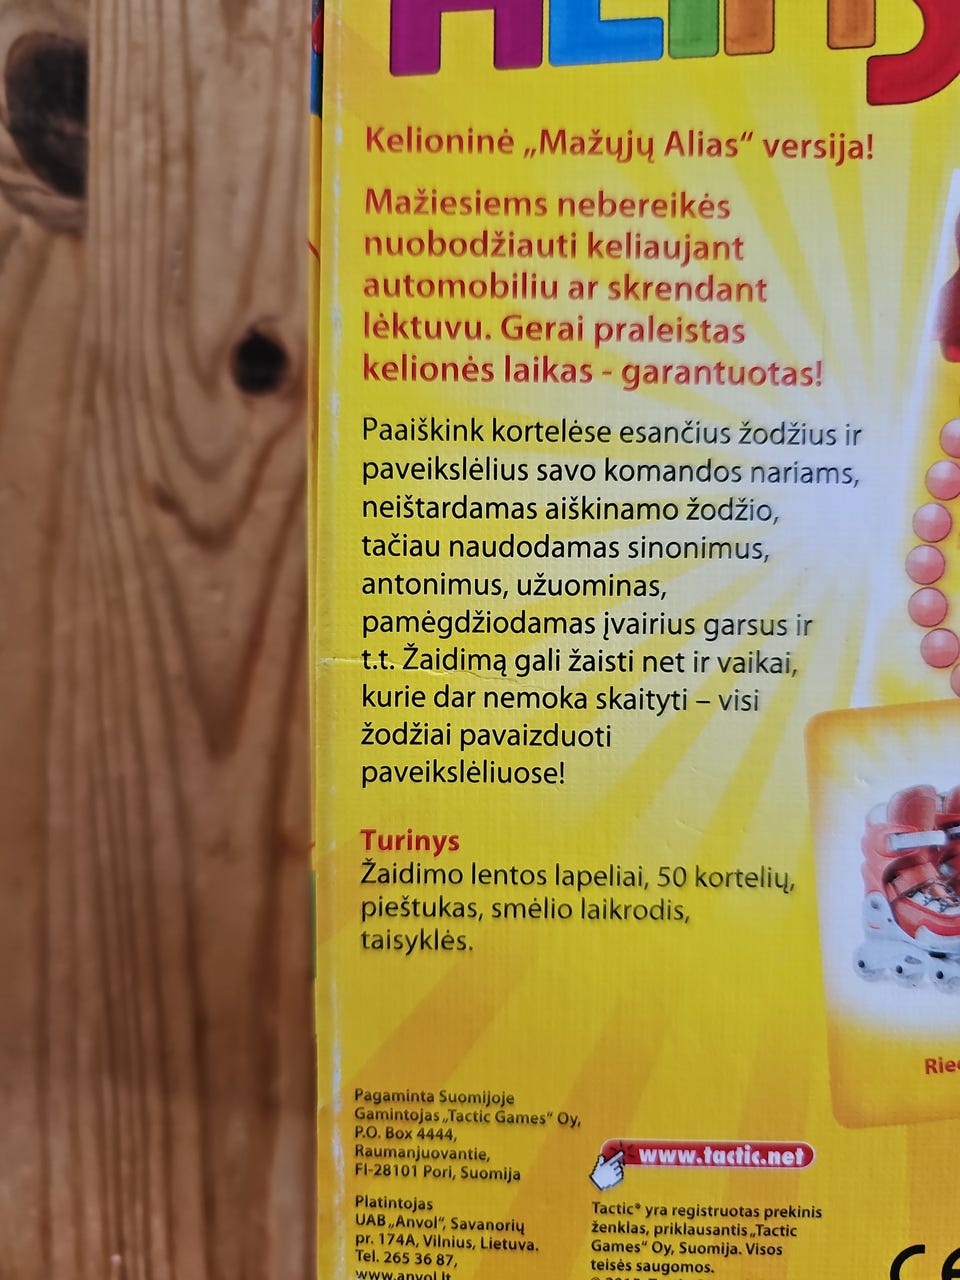 Kelioninė „Mažųjų Alias“ versija!
Mažiesiems nebereikės
nuobodžiauti keliaujant
automobiliu ar skrendant
lėktuvu. Gerai praleistas
kelionės laikas - garantuotas!
Paaiškink kortelėse esančius žodžius ir
paveikslėlius savo komandos nariams,
neištardamas aiškinamo žodžio,
tačiau naudodamas sinonimus,
antonimus, užuominas,
pamėgdžiodamas įvairius garsus ir
t.t. Žaidimą gali žaisti net ir vaikai,
kurie dar nemoka skaityti – visi
žodžiai pavaizduoti
paveikslėliuose!
Turinys
Žaidimo lentos lapeliai, 50 kortelių,
pieštukas, smėlio laikrodis,
taisyklės.
Pagaminta Suomijoje
Gamintojas „Tactic Games“ Oy,
P.O. Box 4444,
Raumanjuovantie,
FI-28101 Pori, Suomija
Platintojas
UAB „Anvol“, Savanorių
pr. 174A, Vilnius, Lietuva.
Tel. 265 36 87,
www.anvol.lt
www.tactic.net
Tactic® yra registruotas prekinis
ženklas, priklausantis „Tactic
Games“ Oy, Suomija. Visos
teisės saugomos.
CE